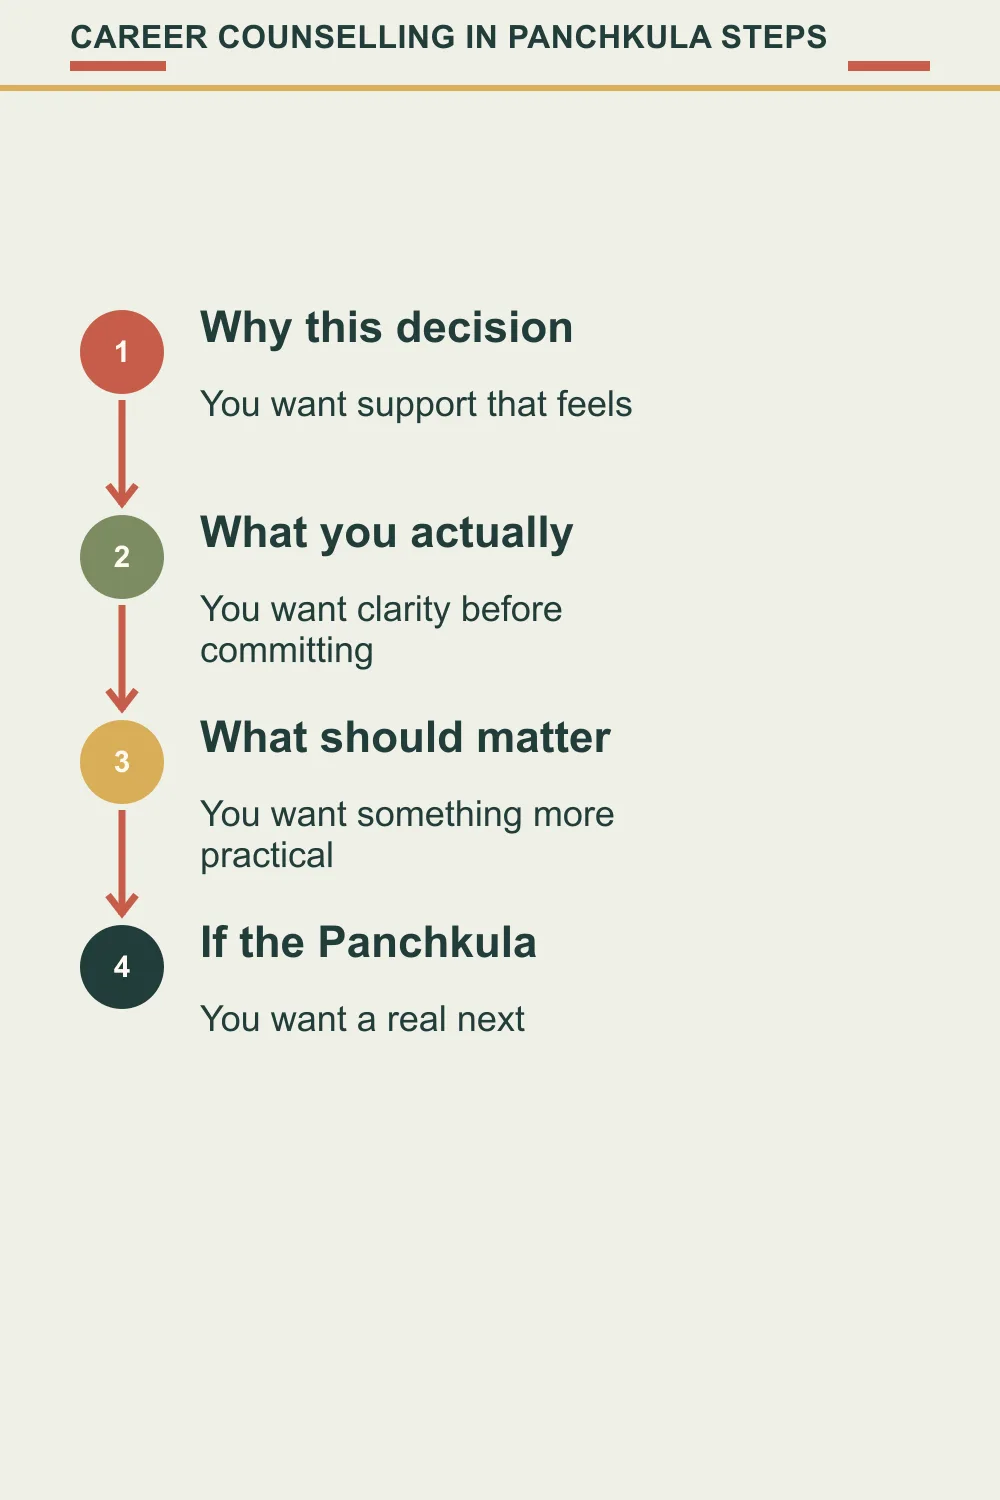 CAREER COUNSELLING IN PANCHKULA STEPS
1
Why this decision
You want support that feels
2
What you actually
You want clarity before
committing
3
What should matter
You want something more
practical
4
If the Panchkula
You want a real next